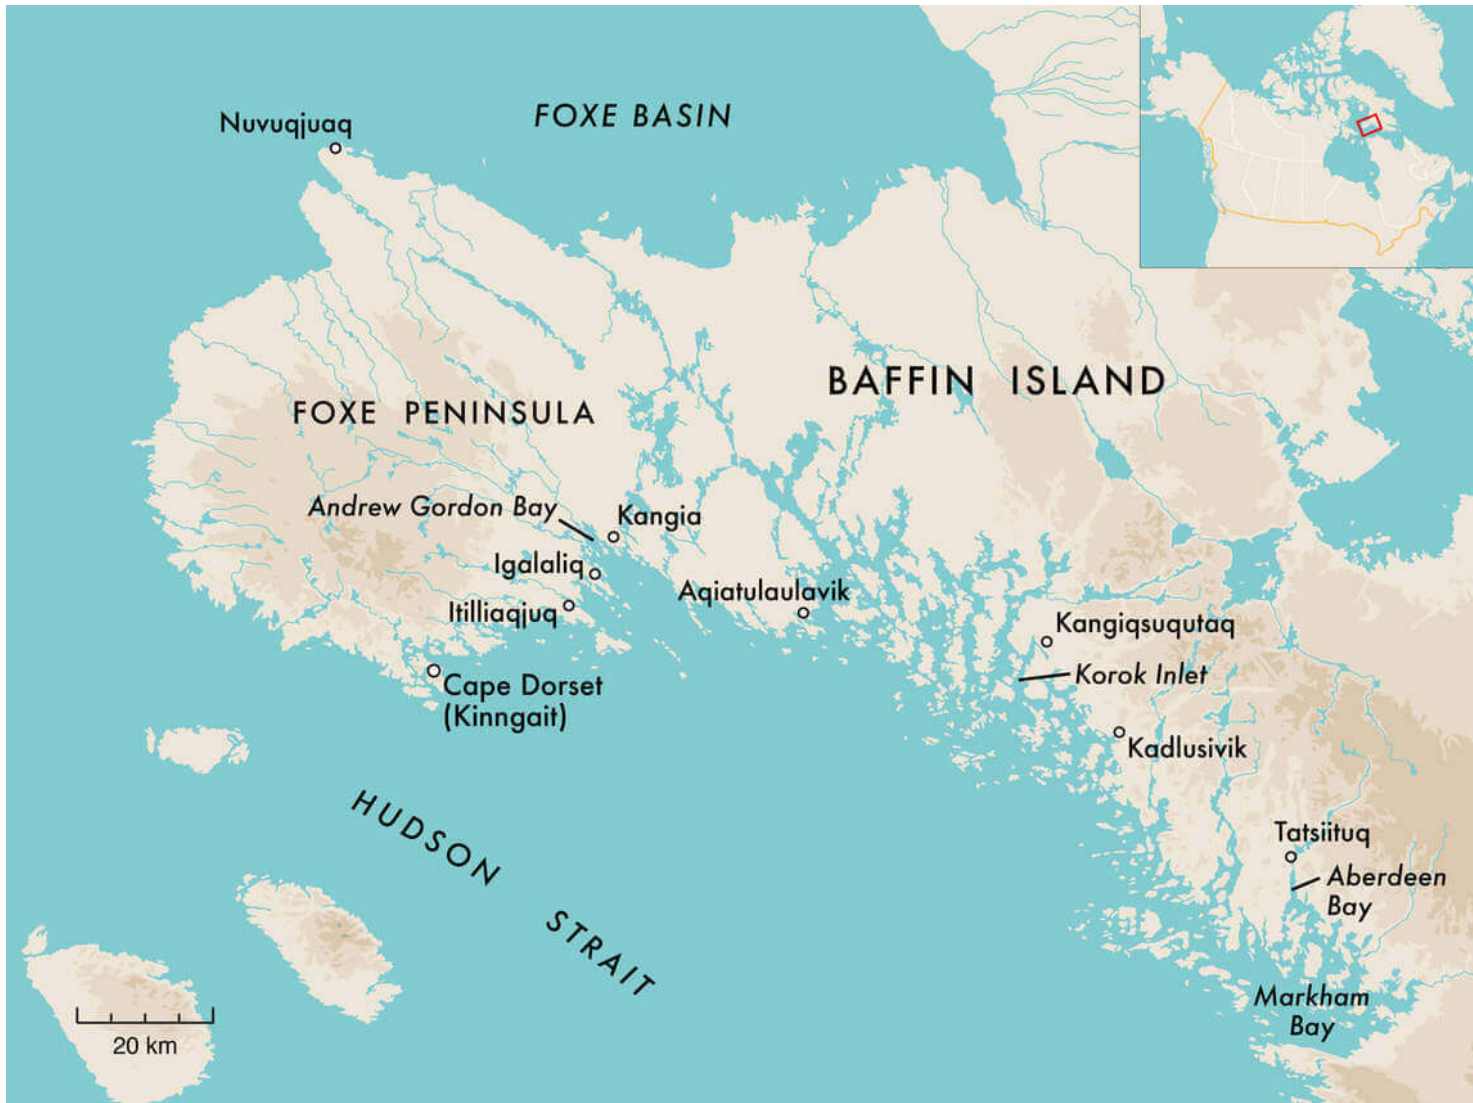 Nuvuqjuaq
FOXE BASIN
BAFFIN ISLAND
FOXE PENINSULA
Andrew Gordon Bay
Kangia
Igalaliq
Aqiatulaulavik
Itilliaqjuq
Kangiqsuqutaq
Korok Inlet
Cape Dorset
(Kinngait)
Kadlusivik
HUDSON
STRAIT
Tatsiituq
Aberdeen
Bay
Markham
Bay
20 km